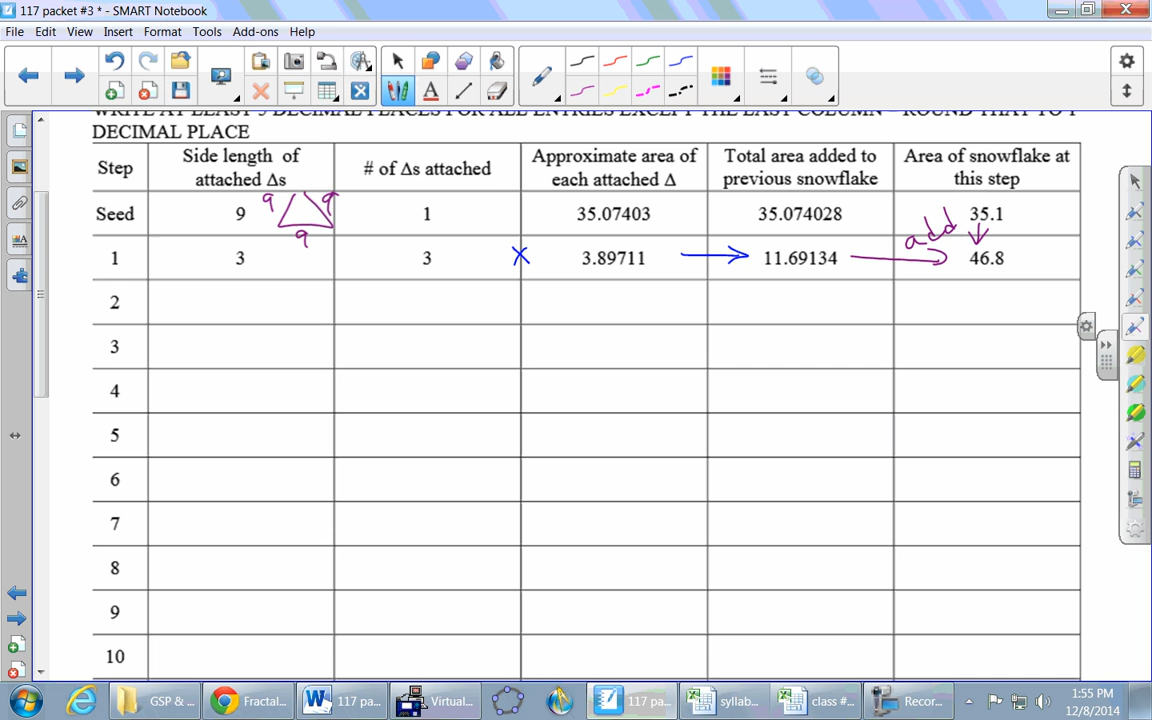 117 packet #3 * - SMART Notebook
File Edit View Insert Format Tools Add-ons Help
DECIMAL PLACE
Step Side length of attached Δs # of Δs attached Approximate area of each attached Δ Total area added to previous snowflake Area of snowflake at this step
Seed 9 1 35.07403 35.074028 35.1
9 9
9
add
1 3 3 X 3.89711 11.69134 46.8
2
3
4
5
6
7
8
9
10
GSP & ... Fractal... 117 pa... Virtual... 117 pa... syllab... class #... Recor...
1:55 PM
12/8/2014